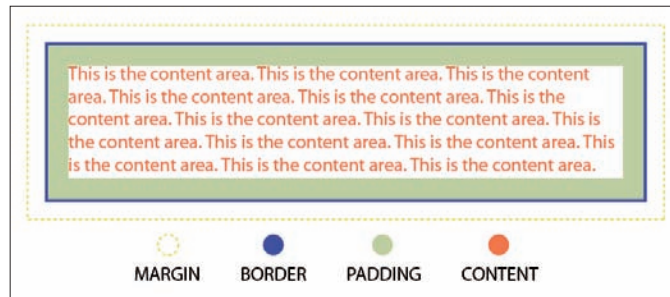 This is the content area. This is the content area. This is the content
area. This is the content area. This is the content area. This is the
content area. This is the content area. This is the content area. This is
the content area. This is the content area. This is the content area. This
is the content area. This is the content area. This is the content area.
MARGIN BORDER PADDING CONTENT